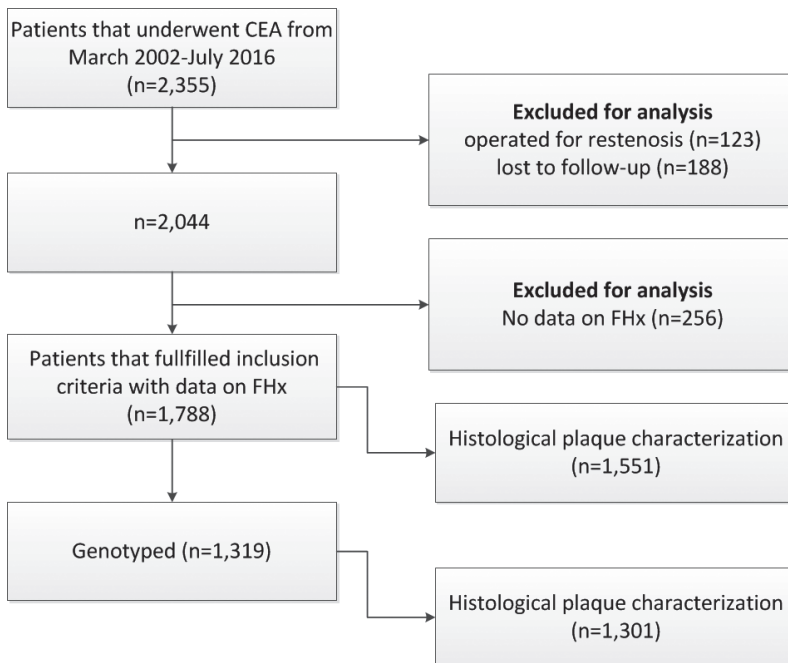 Patients that underwent CEA from
March 2002-July 2016
(n=2,355)
Excluded for analysis
operated for restenosis (n=123)
lost to follow-up (n=188)
n=2,044
Excluded for analysis
No data on FHx (n=256)
Patients that fullfilled inclusion
criteria with data on FHx
(n=1,788)
Histological plaque characterization
(n=1,551)
Genotyped (n=1,319)
Histological plaque characterization
(n=1,301)